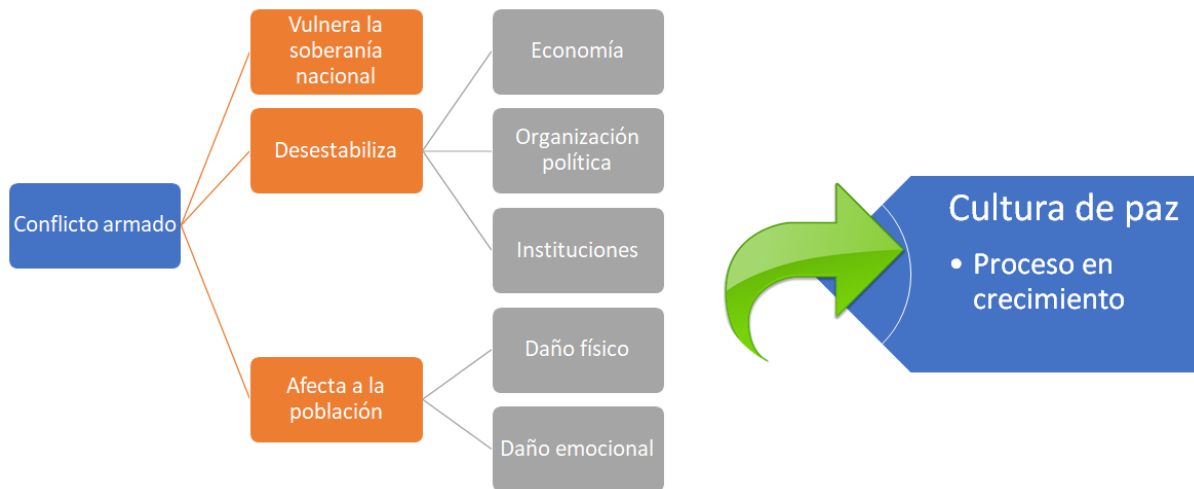 Conflicto armado
Vulnera la
soberanía
nacional
Desestabiliza
Economía
Organización
política
Instituciones
Afecta a la
población
Daño físico
Daño emocional
Cultura de paz
• Proceso en
crecimiento